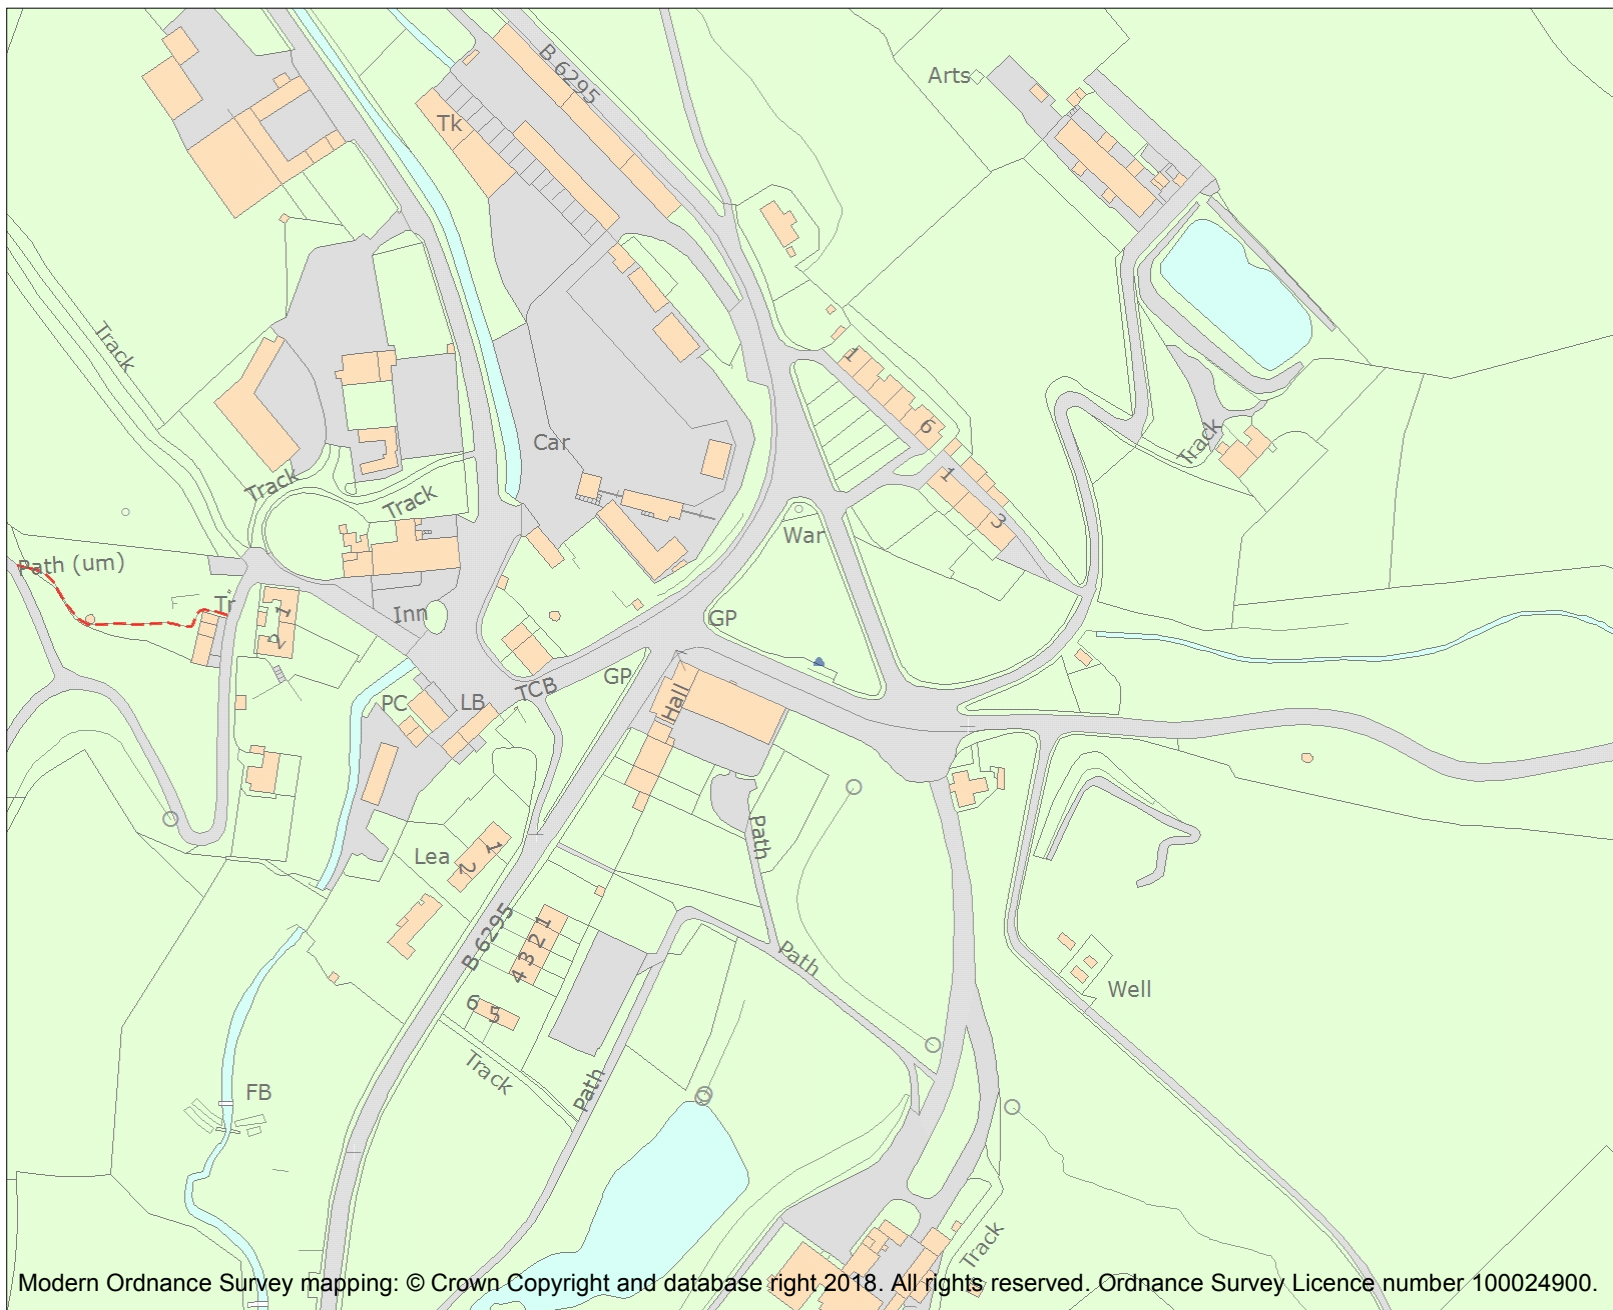 B 6295
Arts
Tk
Track
1
6
Car
Track
Track
Track
1
3
War
Path (um)
Tr
1
2
Inn
GP
GP
TCB
PC
LB
Hall
Path
Lea
1
2
B 6295
1
2
3
4
6
5
Path
Well
Track
Path
FB
Track
Modern Ordnance Survey mapping: © Crown Copyright and database right 2018. All rights reserved. Ordnance Survey Licence number 100024900.